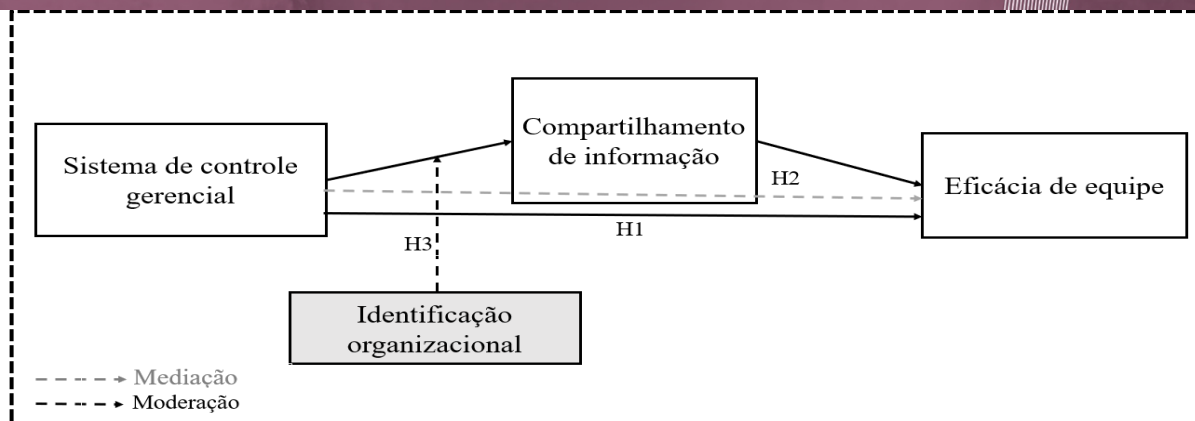 Compartilhamento
de informação
Sistema de controle
gerencial
Eficácia de equipe
H2
H1
H3
Identificação
organizacional
Mediação
Moderação